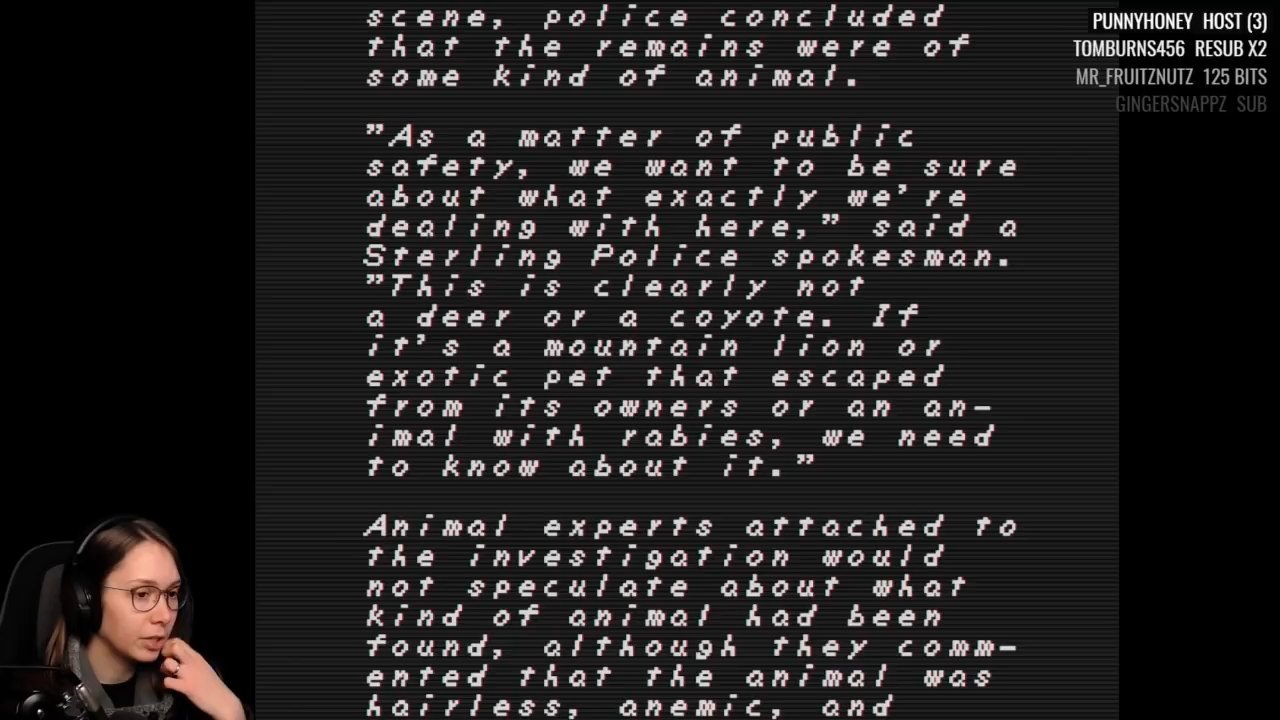 scene, police concluded
that the remains were of
some kind of animal.
"As a matter of public
safety, we want to be sure
about what exactly we're
dealing with here," said a
Sterling Police spokesman.
"This is clearly not
a deer or a coyote. If
it's a mountain lion or
exotic pet that escaped
from its owners or an an-
imal with rabies, we need
to know about it."
Animal experts attached to
the investigation would
not speculate about what
kind of animal had been
found, although they comm-
ented that the animal was
hairless, anemic, and
PUNNYHONEY HOST (3)
TOMBURNS456 RESUB X2
MR_FRUITZNUTZ 125 BITS
GINGERSNAPPZ SUB